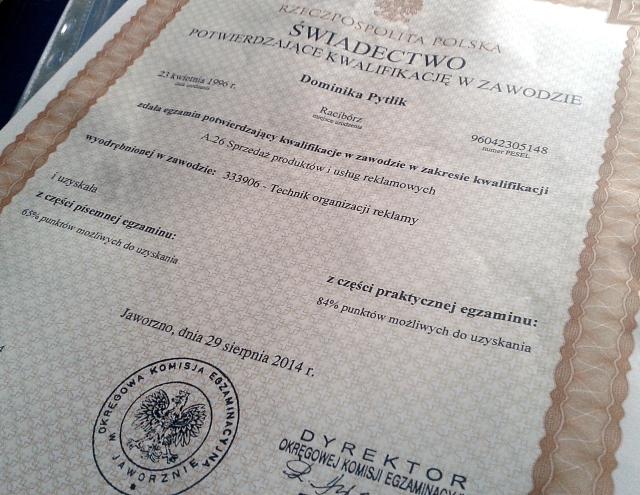 RZECZPOSPOLITA POLSKA
ŚWIADECTWO
POTWIERDZAJĄCE KWALIFIKACJĘ W ZAWODZIE
Dominika Pytlik
23 kwietnia 1996 r.
data urodzenia
Racibórz
miejsce urodzenia
96042305148
numer PESEL
zdała egzamin potwierdzający kwalifikacje w zawodzie w zakresie kwalifikacji
A.26 Sprzedaż produktów i usług reklamowych
wyodrębnionej w zawodzie: 333906 - Technik organizacji reklamy
i uzyskała
z części pisemnej egzaminu:
65% punktów możliwych do uzyskania
z części praktycznej egzaminu:
84% punktów możliwych do uzyskania
Jaworzno, dnia 29 sierpnia 2014 r.
OKRĘGOWA KOMISJA EGZAMINACYJNA
W JAWORZNIE
DYREKTOR
OKRĘGOWEJ KOMISJI EGZAMINACYJ